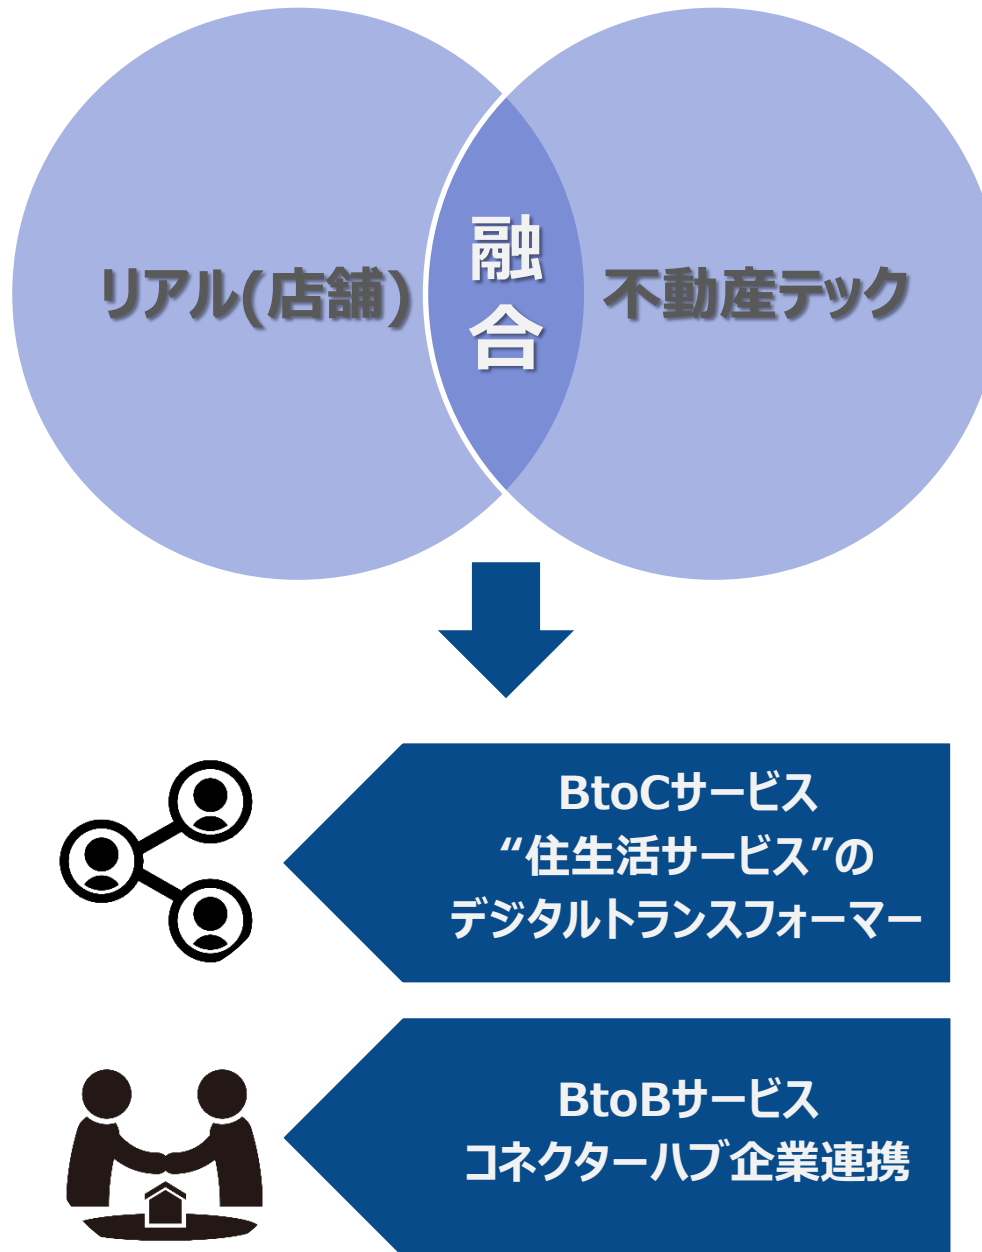 リアル(店舗)
融
合
不動産テック
BtoCサービス
“住生活サービス”の
デジタルトランスフォーマー
BtoBサービス
コネクターハブ企業連携